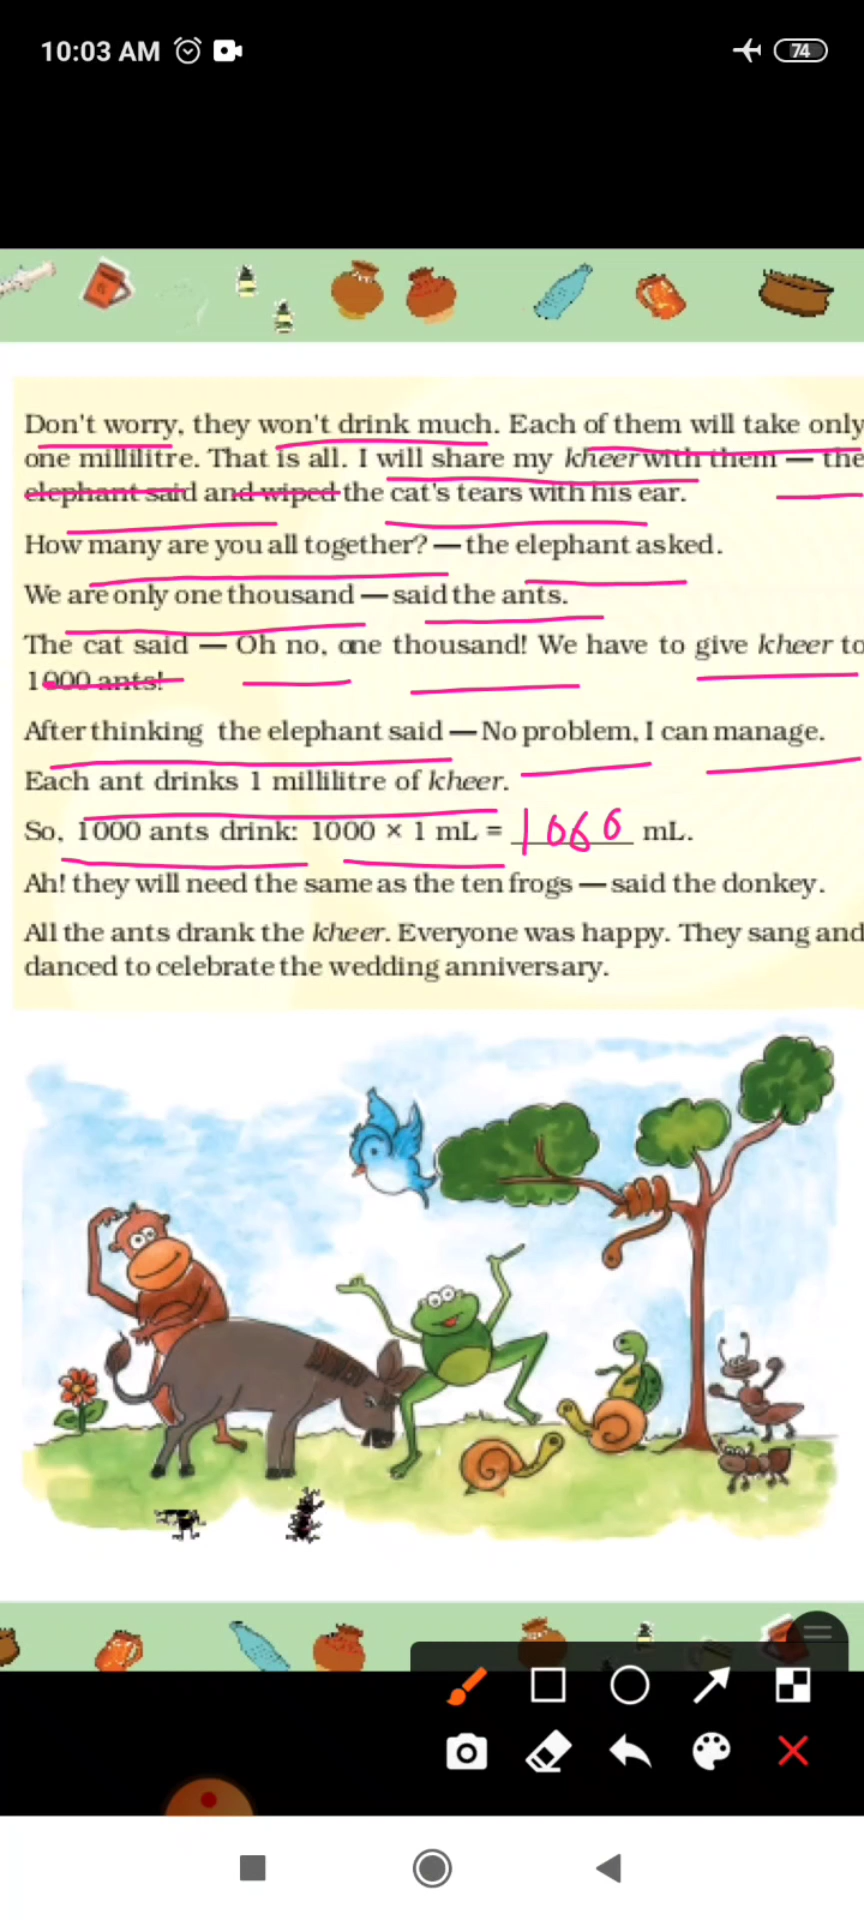 10:03 AM
74
Don't worry, they won't drink much. Each of them will take only
one millilitre. That is all. I will share my kheer with them — the
elephant said and wiped the cat's tears with his ear.
How many are you all together? — the elephant asked.
We are only one thousand — said the ants.
The cat said — Oh no, one thousand! We have to give kheer to
1000 ants!
After thinking the elephant said — No problem, I can manage.
Each ant drinks 1 millilitre of kheer.
So, 1000 ants drink: 1000 × 1 mL = 1000 mL.
Ah! they will need the same as the ten frogs — said the donkey.
All the ants drank the kheer. Everyone was happy. They sang and
danced to celebrate the wedding anniversary.